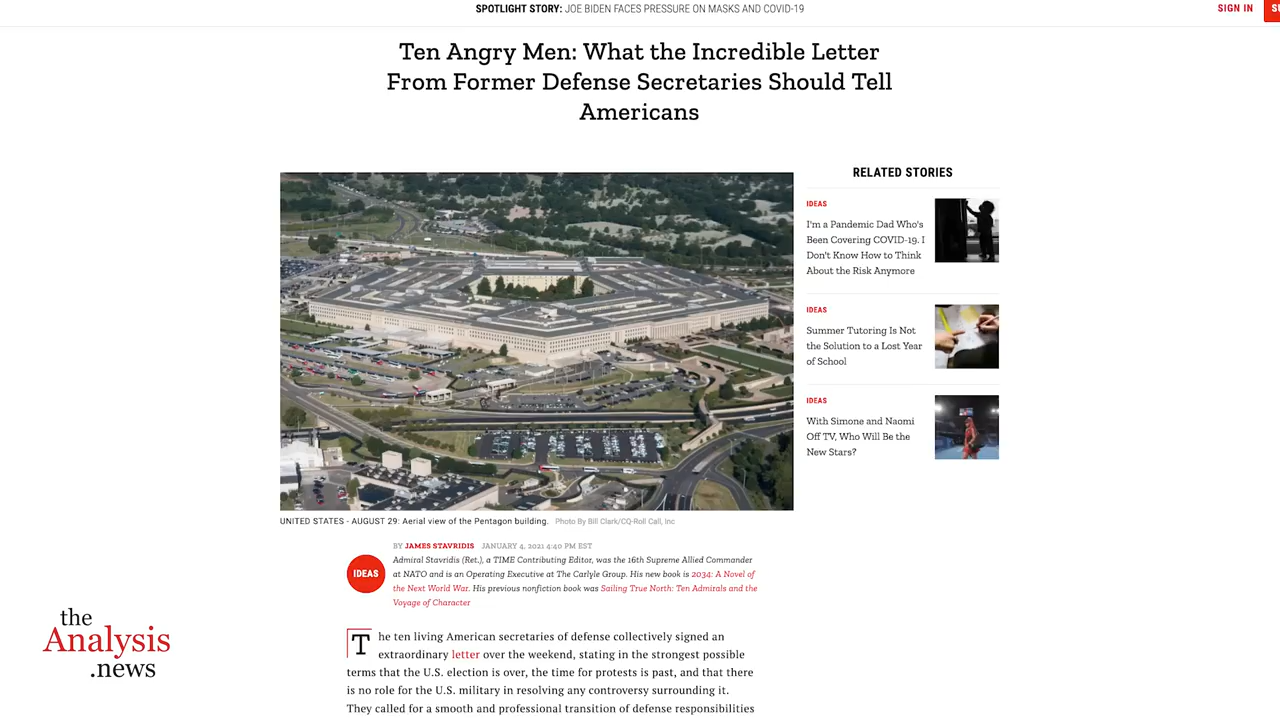 SPOTLIGHT STORY: JOE BIDEN FACES PRESSURE ON MASKS AND COVID-19
SIGN IN
Ten Angry Men: What the Incredible Letter
From Former Defense Secretaries Should Tell
Americans
RELATED STORIES
IDEAS
I'm a Pandemic Dad Who's
Been Covering COVID-19. I
Don't Know How to Think
About the Risk Anymore
IDEAS
Summer Tutoring Is Not
the Solution to a Lost Year
of School
IDEAS
With Simone and Naomi
Off TV, Who Will Be the
New Stars?
UNITED STATES - AUGUST 29: Aerial view of the Pentagon building. Photo By Bill Clark/CQ-Roll Call, Inc
BY JAMES STAVRIDIS JANUARY 4, 2021 4:40 PM EST
IDEAS
Admiral Stavridis (Ret.), a TIME Contributing Editor, was the 16th Supreme Allied Commander
at NATO and is an Operating Executive at The Carlyle Group. His new book is 2034: A Novel of
the Next World War. His previous nonfiction book was Sailing True North: Ten Admirals and the
Voyage of Character
The ten living American secretaries of defense collectively signed an
extraordinary letter over the weekend, stating in the strongest possible
terms that the U.S. election is over, the time for protests is past, and that there
is no role for the U.S. military in resolving any controversy surrounding it.
They called for a smooth and professional transition of defense responsibilities
the
Analysis
.news